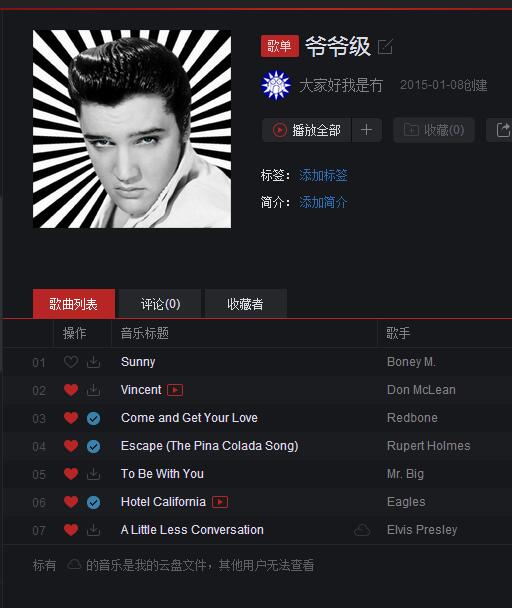 歌单 爷爷级
大家好我是冇 2015-01-08创建
播放全部 收藏(0)
标签： 添加标签
简介： 添加简介
歌曲列表 评论(0) 收藏者
操作 音乐标题 歌手
01 Sunny Boney M.
02 Vincent Don McLean
03 Come and Get Your Love Redbone
04 Escape (The Pina Colada Song) Rupert Holmes
05 To Be With You Mr. Big
06 Hotel California Eagles
07 A Little Less Conversation Elvis Presley
标有 的音乐是我的云盘文件，其他用户无法查看